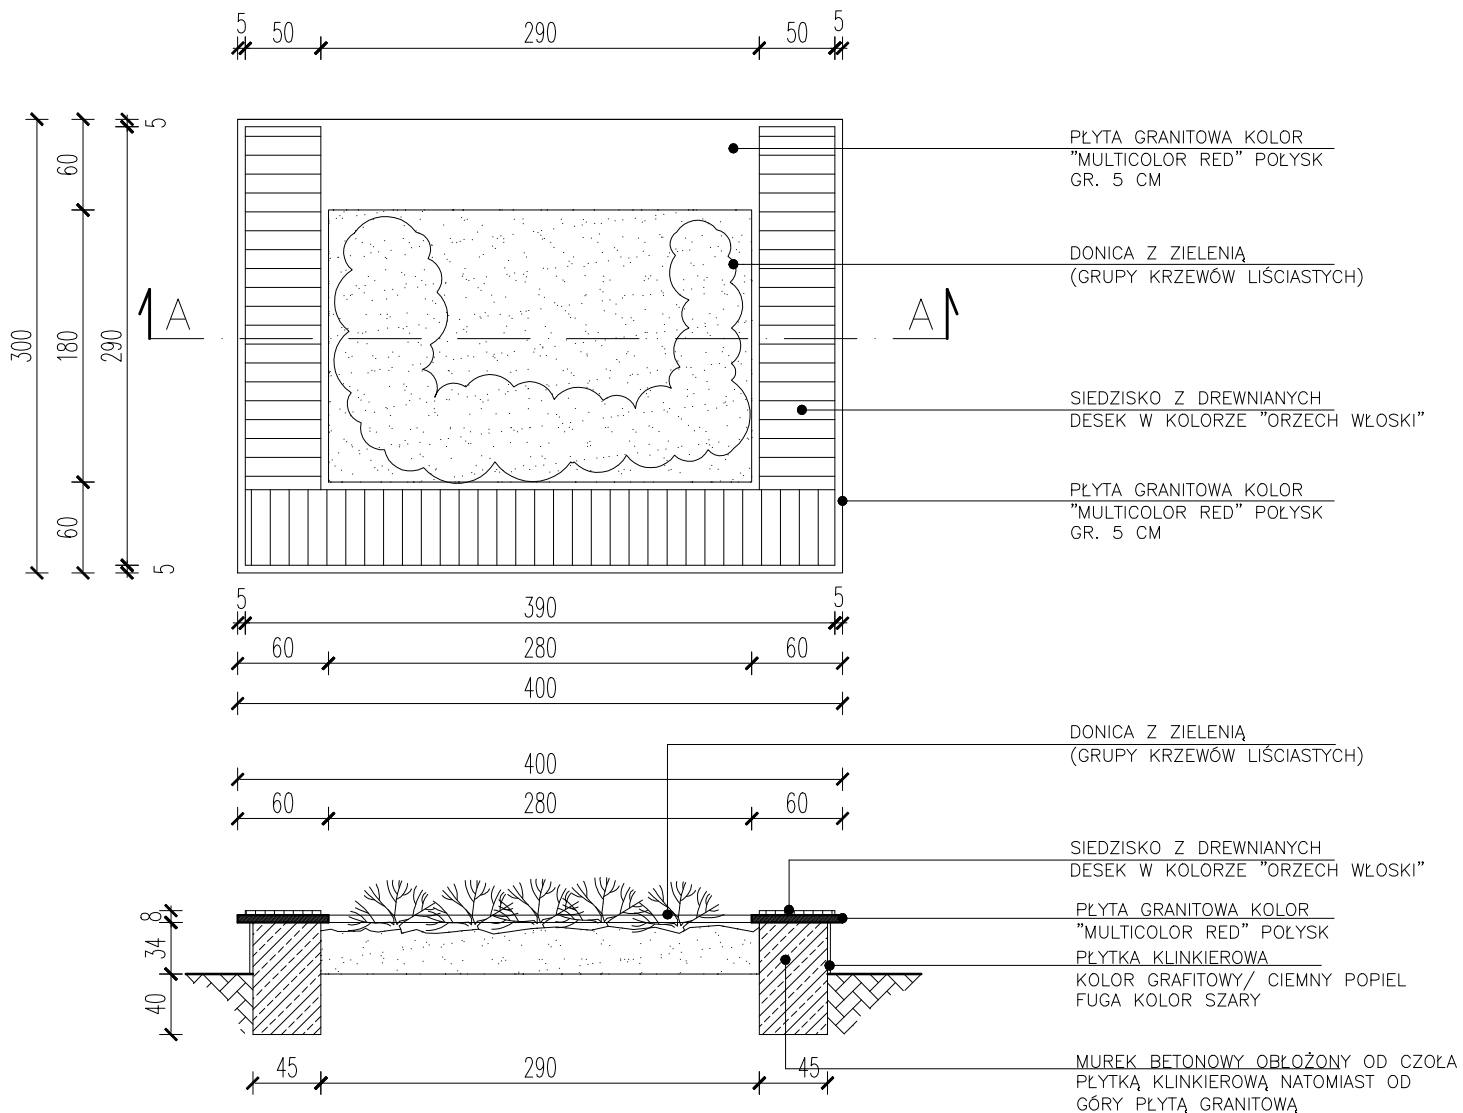 5 50 290 50 5
5
60 60
300 180 290
60 60
5
A A
PŁYTA GRANITOWA KOLOR
"MULTICOLOR RED" POŁYSK
GR. 5 CM
DONICA Z ZIELENIĄ
(GRUPY KRZEWÓW LIŚCIASTYCH)
SIEDZISKO Z DREWNIANYCH
DESEK W KOLORZE "ORZECH WŁOSKI"
PŁYTA GRANITOWA KOLOR
"MULTICOLOR RED" POŁYSK
GR. 5 CM
5 390 5
60 280 60
400
DONICA Z ZIELENIĄ
(GRUPY KRZEWÓW LIŚCIASTYCH)
400
60 280 60
SIEDZISKO Z DREWNIANYCH
DESEK W KOLORZE "ORZECH WŁOSKI"
8
34
40
PŁYTA GRANITOWA KOLOR
"MULTICOLOR RED" POŁYSK
PŁYTKA KLINKIEROWA
KOLOR GRAFITOWY/ CIEMNY POPIEL
FUGA KOLOR SZARY
45 290 45
MUREK BETONOWY OBŁOŻONY OD CZOŁA
PŁYTKĄ KLINKIEROWĄ NATOMIAST OD
GÓRY PŁYTĄ GRANITOWĄ